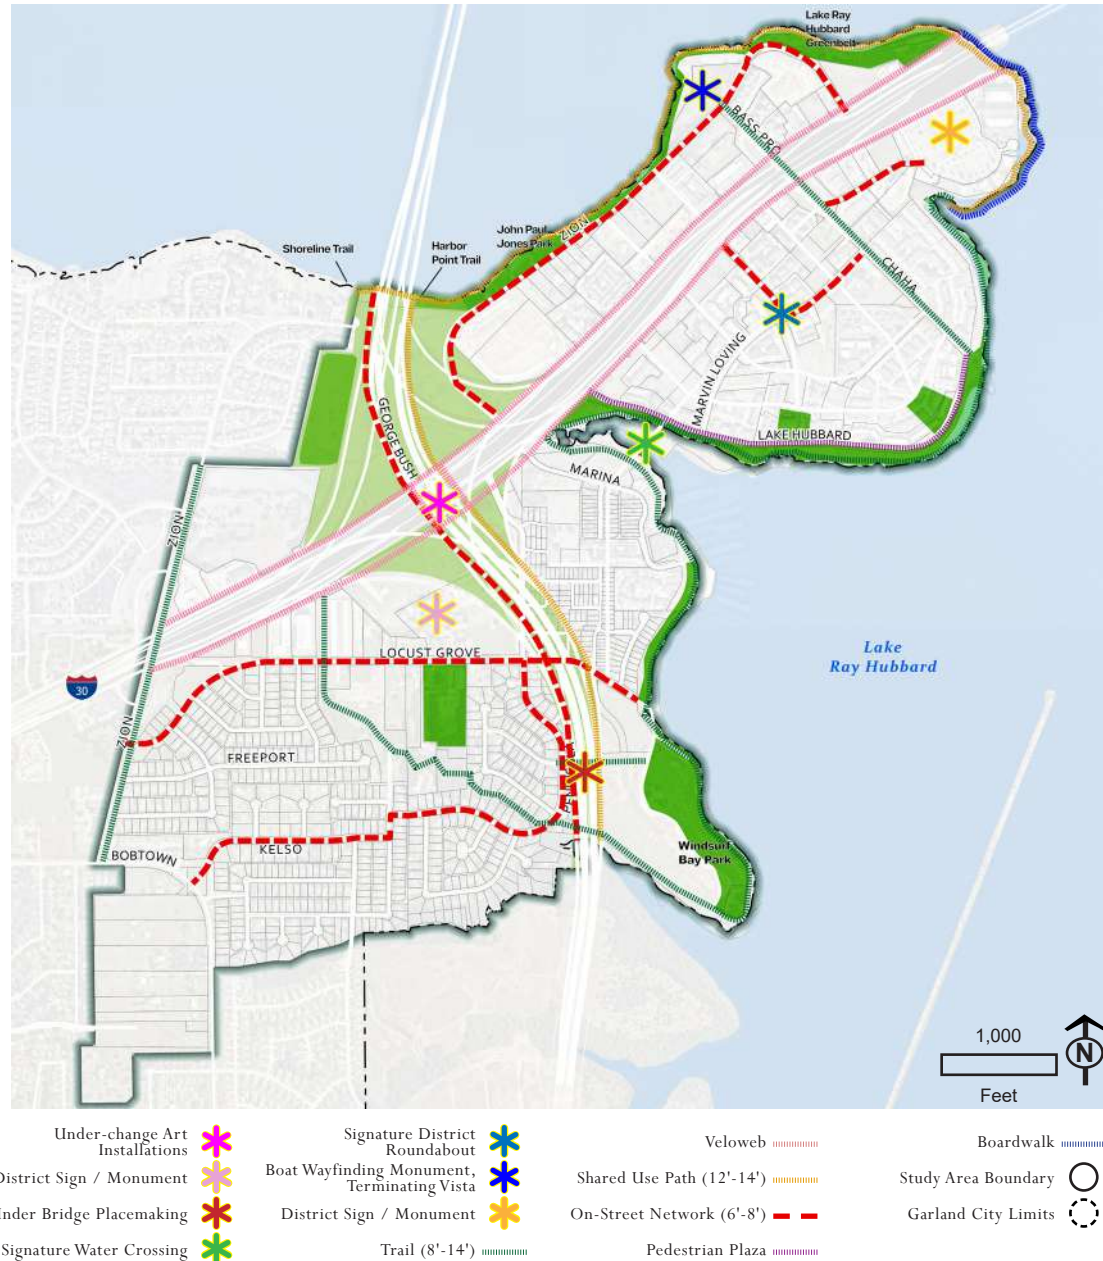 Lake Ray
Hubbard
Greenbelt
BASS PRO
John Paul
Jones Park
ZION
Shoreline Trail
Harbor
Point Trail
CHAHA
MARVIN LOVING
GEORGE BUSH
LAKE HUBBARD
MARINA
ZION
Lake
Ray Hubbard
LOCUST GROVE
30
ZION
FREEPORT
Windsurf
Bay Park
BOBTOWN
KELSO
1,000
N
Feet
Under-change Art
Installations
District Sign / Monument
nder Bridge Placemaking
Signature Water Crossing
Signature District
Roundabout
Boat Wayfinding Monument,
Terminating Vista
District Sign / Monument
Trail (8'-14')
Veloweb
Shared Use Path (12'-14')
On-Street Network (6'-8')
Pedestrian Plaza
Boardwalk
Study Area Boundary
Garland City Limits